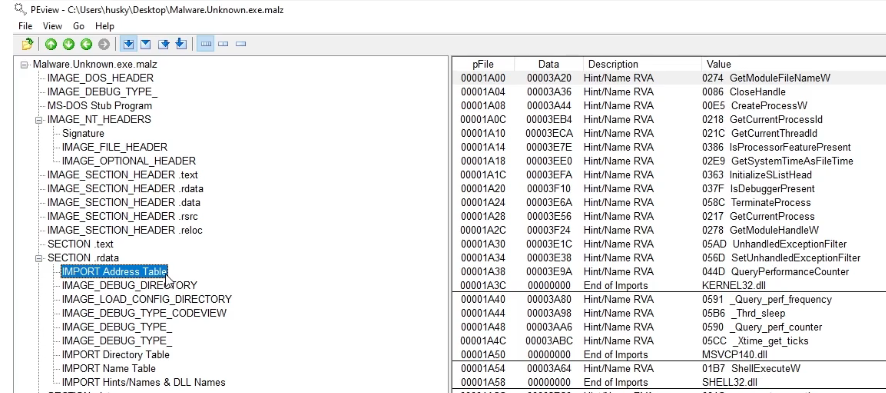 PEview - C:\Users\husky\Desktop\Malware.Unknown.exe.malz
File View Go Help
Malware.Unknown.exe.malz
IMAGE_DOS_HEADER
IMAGE_DEBUG_TYPE_
MS-DOS Stub Program
IMAGE_NT_HEADERS
Signature
IMAGE_FILE_HEADER
IMAGE_OPTIONAL_HEADER
IMAGE_SECTION_HEADER .text
IMAGE_SECTION_HEADER .rdata
IMAGE_SECTION_HEADER .data
IMAGE_SECTION_HEADER .rsrc
IMAGE_SECTION_HEADER .reloc
SECTION .text
SECTION .rdata
IMPORT Address Table
IMAGE_DEBUG_DIRECTORY
IMAGE_LOAD_CONFIG_DIRECTORY
IMAGE_DEBUG_TYPE_CODEVIEW
IMAGE_DEBUG_TYPE_
IMAGE_DEBUG_TYPE_
IMPORT Directory Table
IMPORT Name Table
IMPORT Hints/Names & DLL Names
pFile Data Description Value
00001A00 00003A20 Hint/Name RVA 0274 GetModuleFileNameW
00001A04 00003A36 Hint/Name RVA 0086 CloseHandle
00001A08 00003A44 Hint/Name RVA 00E5 CreateProcessW
00001A0C 00003EB4 Hint/Name RVA 0218 GetCurrentProcessId
00001A10 00003ECA Hint/Name RVA 021C GetCurrentThreadId
00001A14 00003E7E Hint/Name RVA 0386 IsProcessorFeaturePresent
00001A18 00003EE0 Hint/Name RVA 02E9 GetSystemTimeAsFileTime
00001A1C 00003EFA Hint/Name RVA 0363 InitializeSListHead
00001A20 00003F10 Hint/Name RVA 037F IsDebuggerPresent
00001A24 00003E6A Hint/Name RVA 058C TerminateProcess
00001A28 00003E56 Hint/Name RVA 0217 GetCurrentProcess
00001A2C 00003F24 Hint/Name RVA 0278 GetModuleHandleW
00001A30 00003E1C Hint/Name RVA 05AD UnhandledExceptionFilter
00001A34 00003E38 Hint/Name RVA 056D SetUnhandledExceptionFilter
00001A38 00003E9A Hint/Name RVA 044D QueryPerformanceCounter
00001A3C 00000000 End of Imports KERNEL32.dll
00001A40 00003A80 Hint/Name RVA 0591 _Query_perf_frequency
00001A44 00003A98 Hint/Name RVA 05B6 _Thrd_sleep
00001A48 00003AA6 Hint/Name RVA 0590 _Query_perf_counter
00001A4C 00003ABC Hint/Name RVA 05CC _Xtime_get_ticks
00001A50 00000000 End of Imports MSVCP140.dll
00001A54 00003A64 Hint/Name RVA 01B7 ShellExecuteW
00001A58 00000000 End of Imports SHELL32.dll